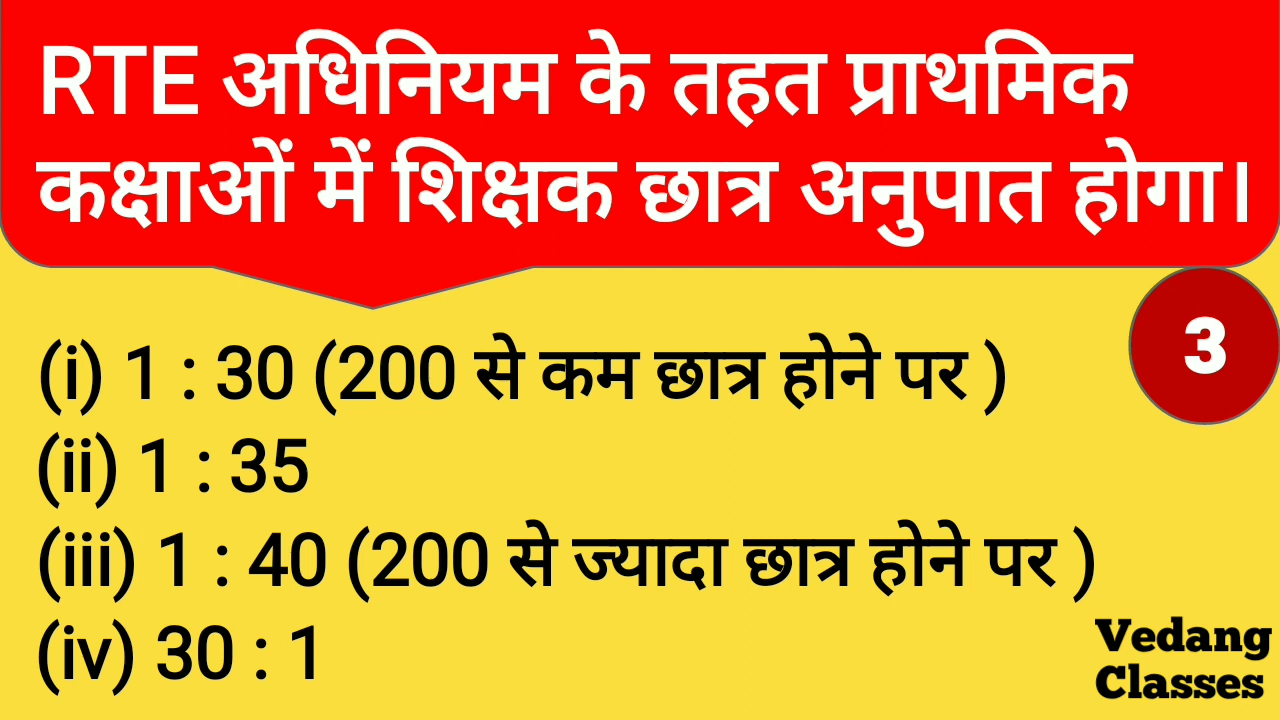 RTE अधिनियम के तहत प्राथमिक
कक्षाओं में शिक्षक छात्र अनुपात होगा।
3
(i) 1 : 30 (200 से कम छात्र होने पर )
(ii) 1 : 35
(iii) 1 : 40 (200 से ज्यादा छात्र होने पर )
(iv) 30 : 1
Vedang
Classes